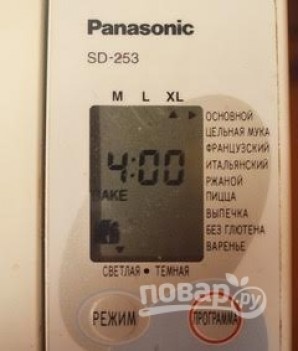 Panasonic
SD-253
M L XL
ОСНОВНОЙ
ЦЕЛЬНАЯ МУКА
ФРАНЦУЗСКИЙ
ИТАЛЬЯНСКИЙ
РЖАНОЙ
ПИЦЦА
ВЫПЕЧКА
БЕЗ ГЛЮТЕНА
ВАРЕНЬЕ
4:00
BAKE
СВЕТЛАЯ • ТЕМНАЯ
РЕЖИМ
ПРОГРАММА
повар.ру